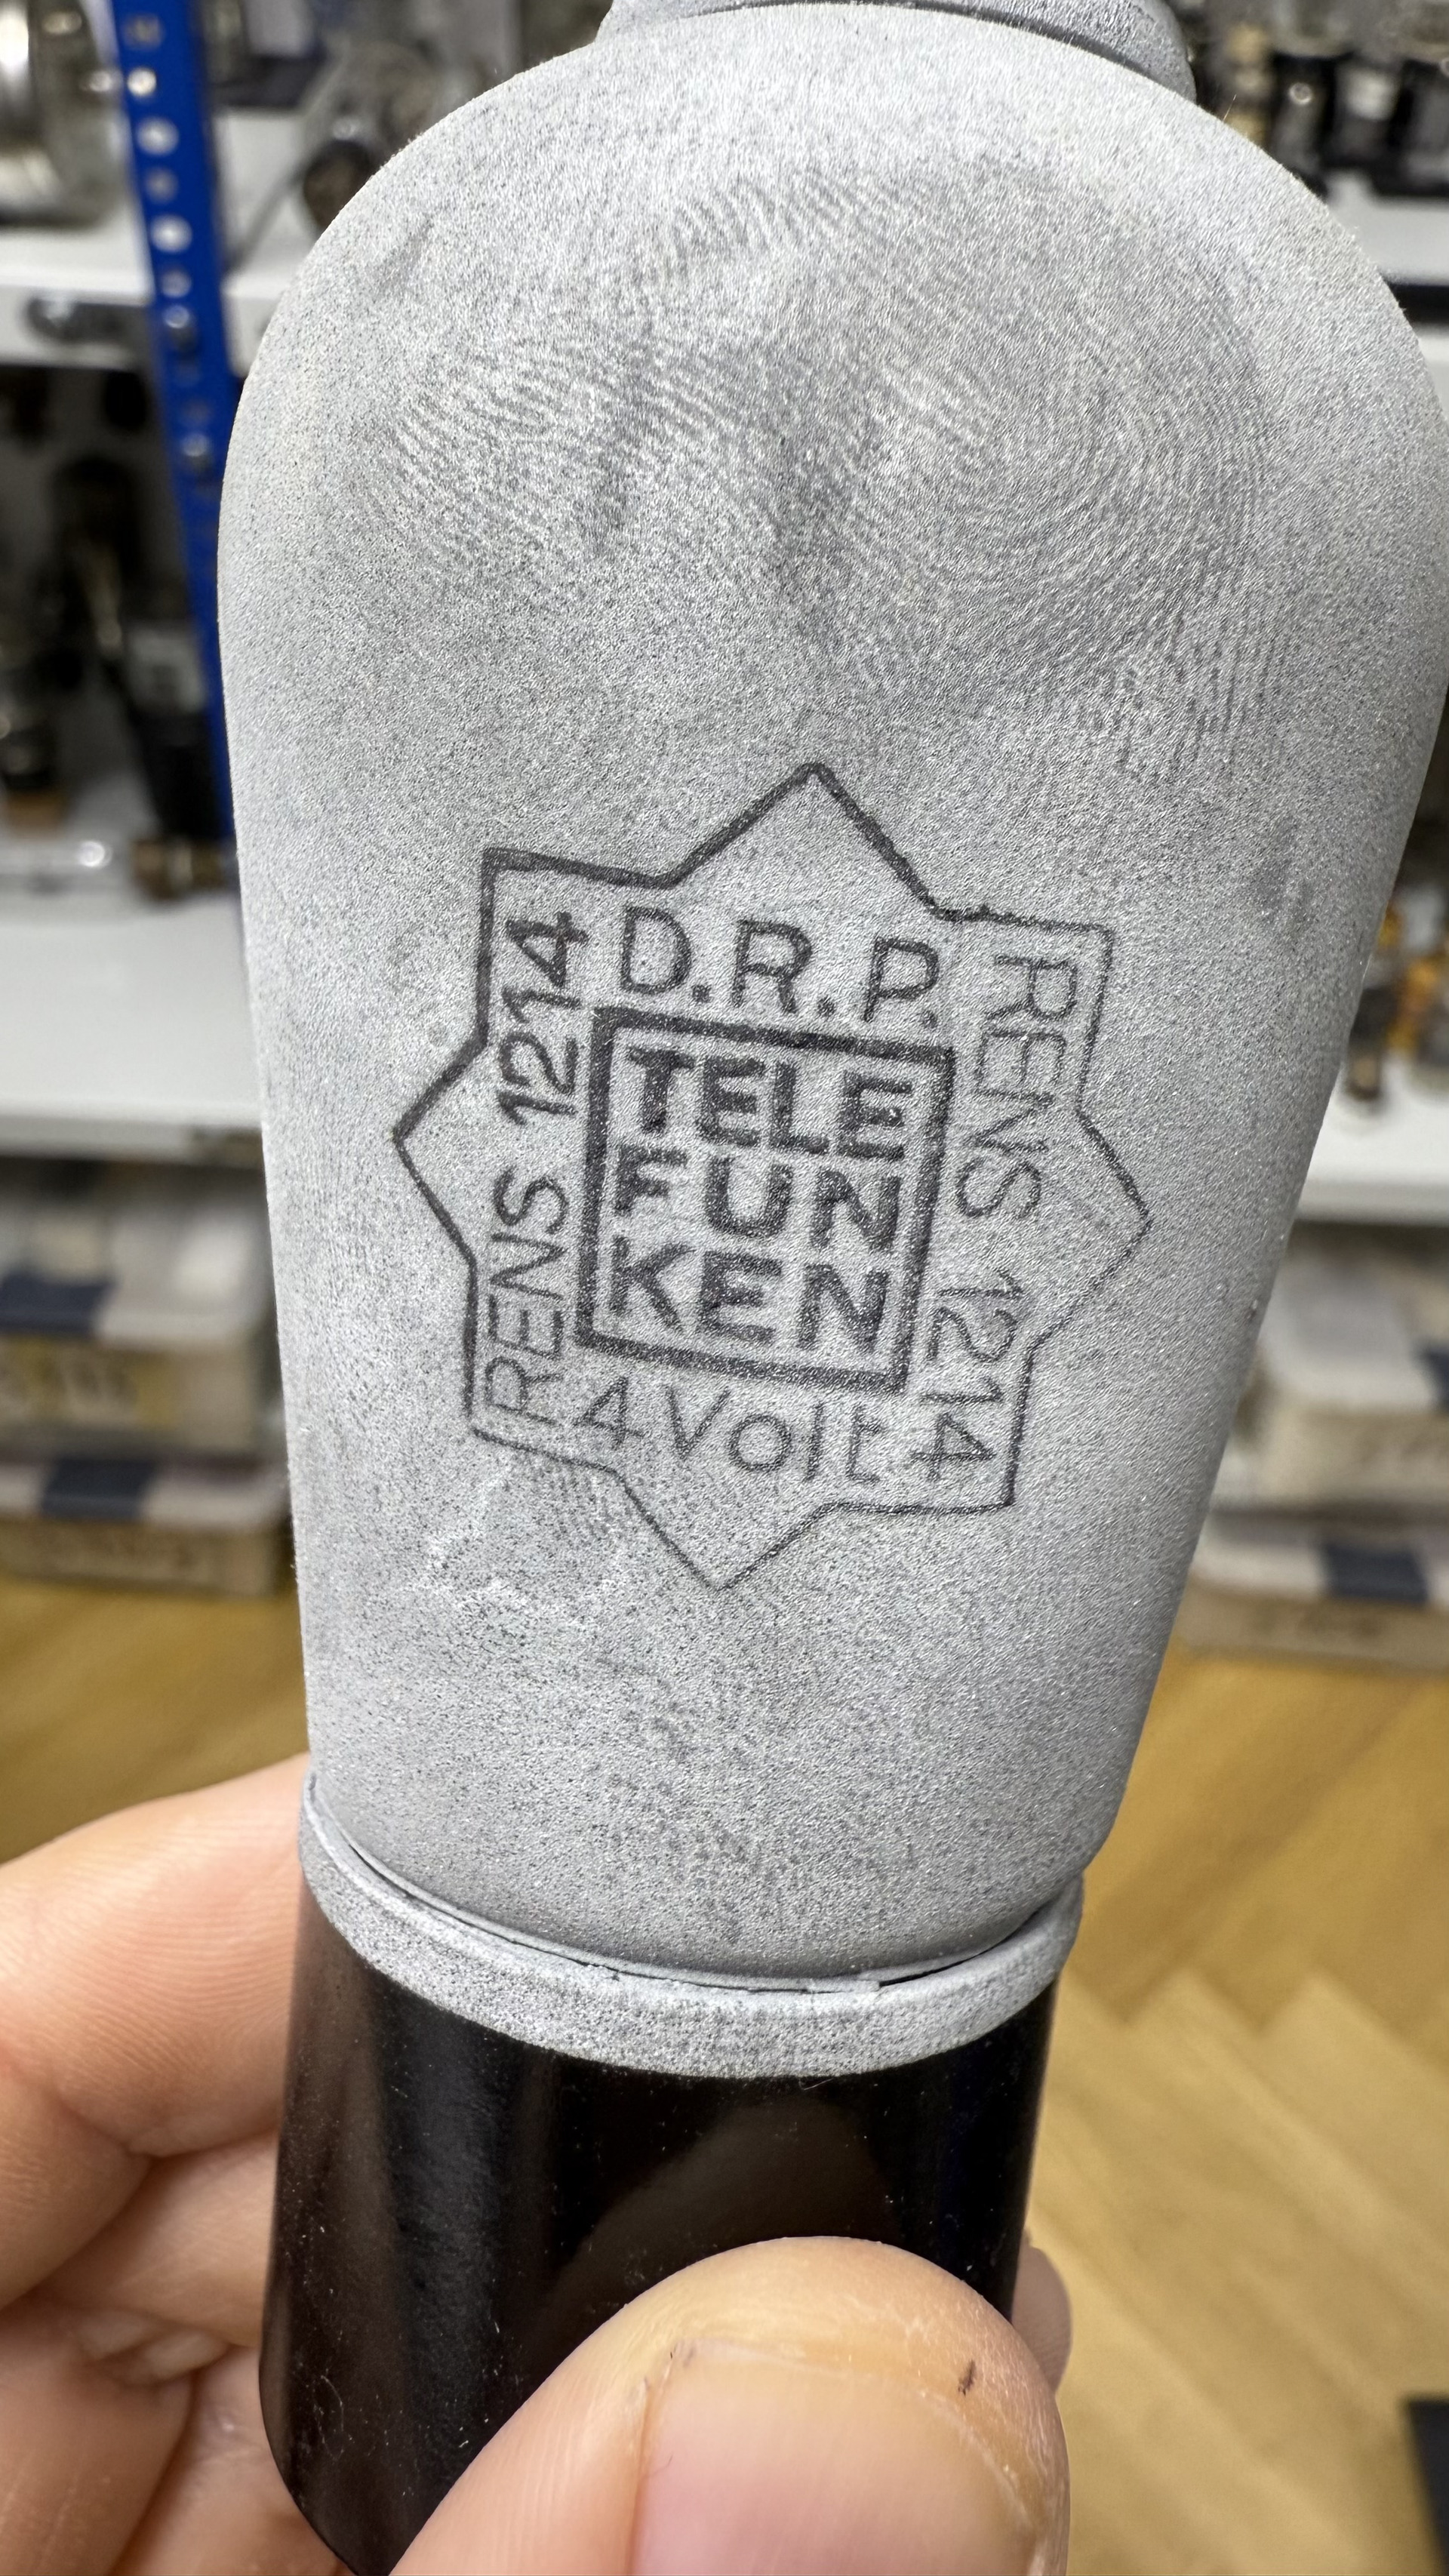 D.R.P.
RENS 1214
TELE
FUN
KEN
RENS 1214
4 Volt